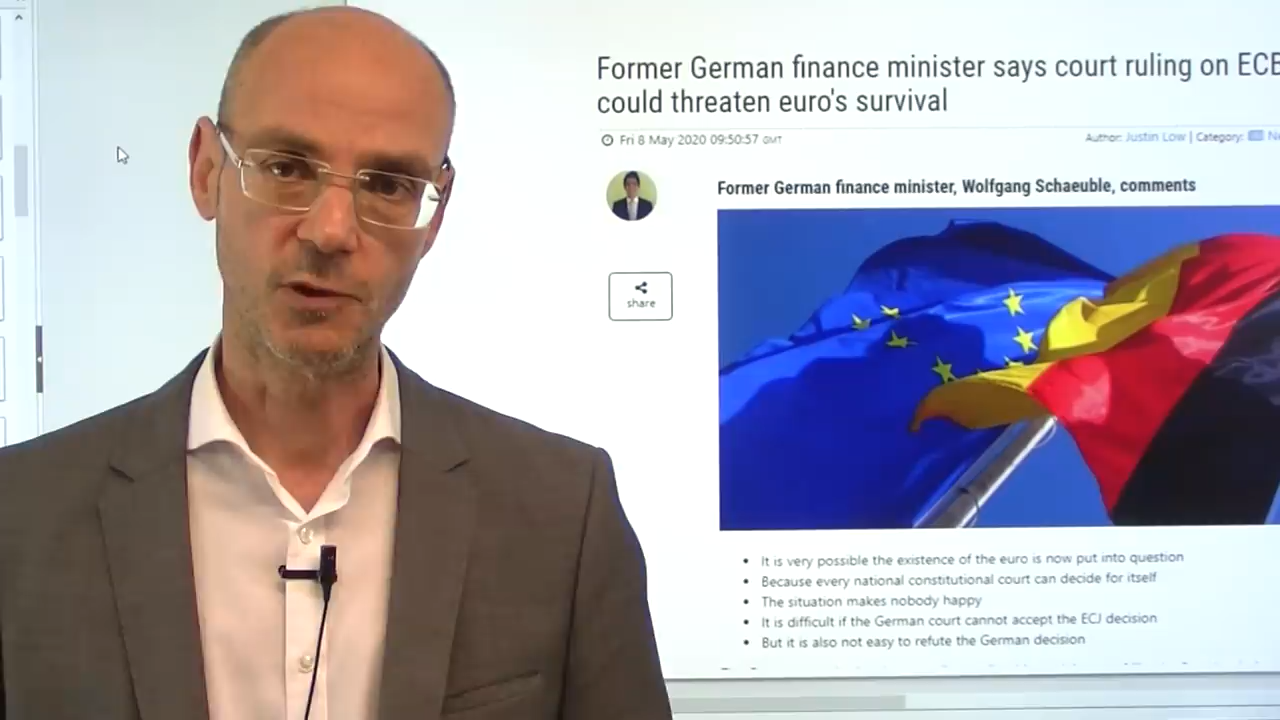 Former German finance minister says court ruling on ECB
could threaten euro's survival
Fri 8 May 2020 09:50:57 GMT
Author: Justin Low | Category:
Former German finance minister, Wolfgang Schaeuble, comments
share
• It is very possible the existence of the euro is now put into question
• Because every national constitutional court can decide for itself
• The situation makes nobody happy
• It is difficult if the German court cannot accept the ECJ decision
• But it is also not easy to refute the German decision